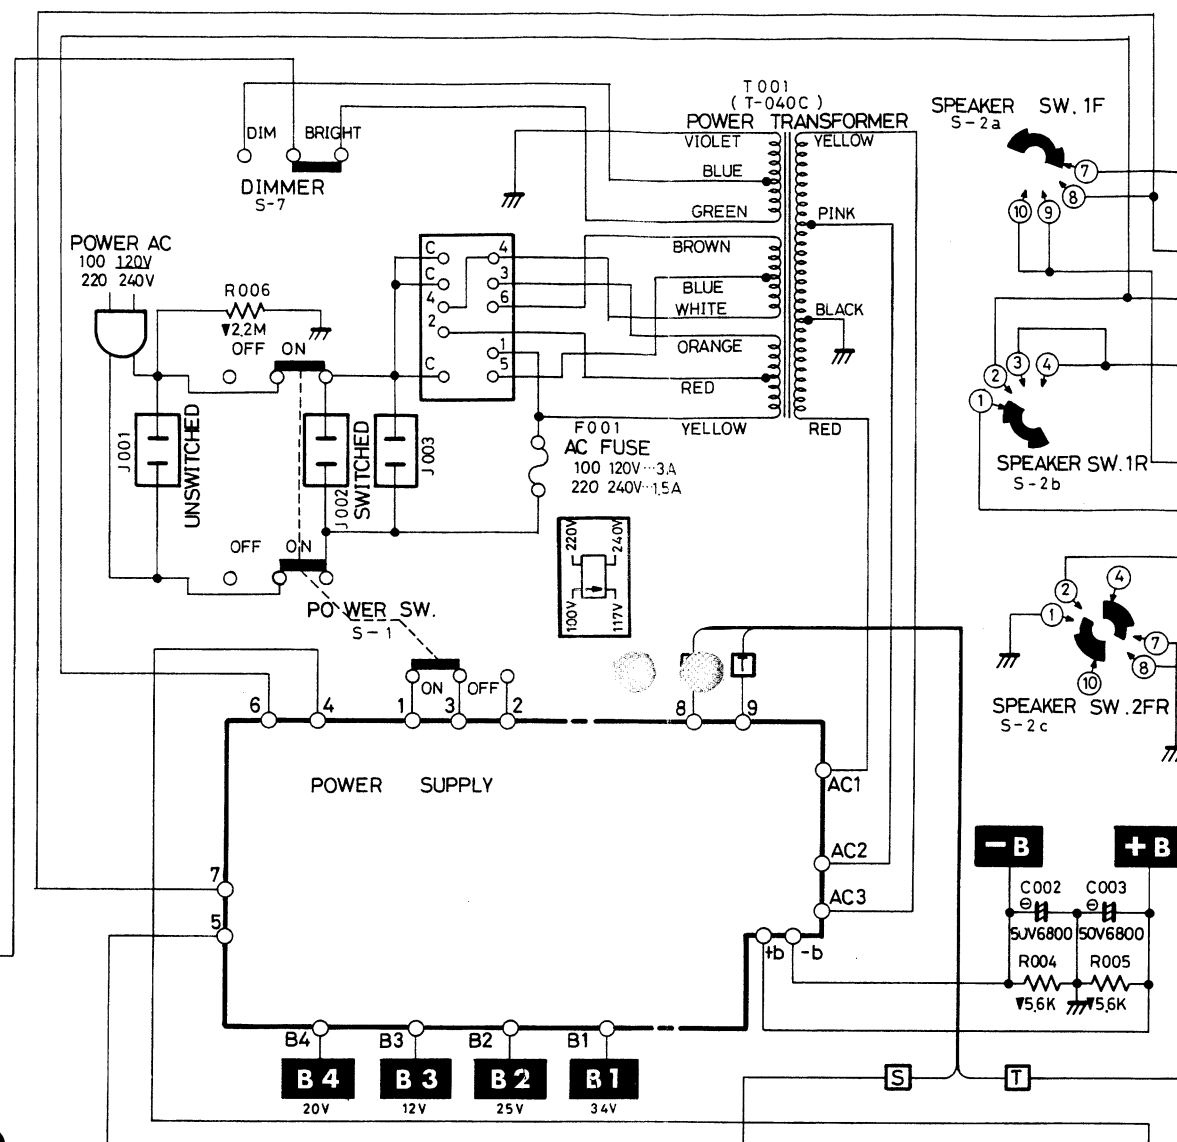 T001
(T-040C)
POWER TRANSFORMER
VIOLET
YELLOW
BLUE
GREEN
PINK
BROWN
BLUE
WHITE
BLACK
ORANGE
RED
YELLOW
RED
DIM
BRIGHT
DIMMER
S-7
SPEAKER SW.1F
S-2a
7
8
10
9
POWER AC
100 120V
220 240V
R006
▼2.2M
OFF
ON
C
C
4
2
C
4
3
6
1
5
J001
UNSWITCHED
J002
SWITCHED
J003
F001
AC FUSE
100 120V···3A
220 240V···1,5A
3
4
2
1
SPEAKER SW.1R
S-2b
OFF
ON
POWER SW.
S-1
220V
240V
100V
117V
4
2
1
7
8
10
SPEAKER SW.2FR
S-2c
ON
OFF
T
6
4
1
3
2
8
9
POWER SUPPLY
AC1
AC2
AC3
7
5
+b
-b
-B
+B
C002
C003
50V6800
50V6800
R004
R005
▼5,6K
▼5,6K
B4
B3
B2
B1
B4
B3
B2
B1
20V
12V
25V
34V
S
T